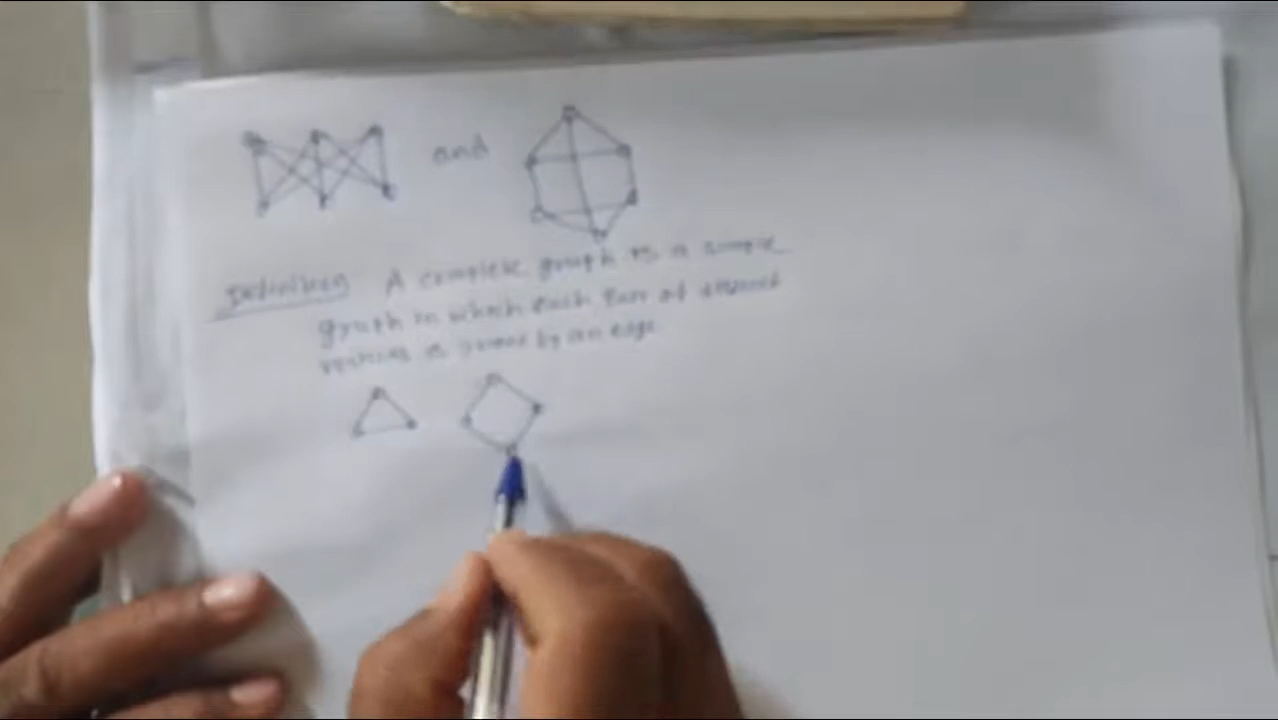 and
Definition A complete graph is a simple
graph in which each pair of distinct
vertices is joined by an edge